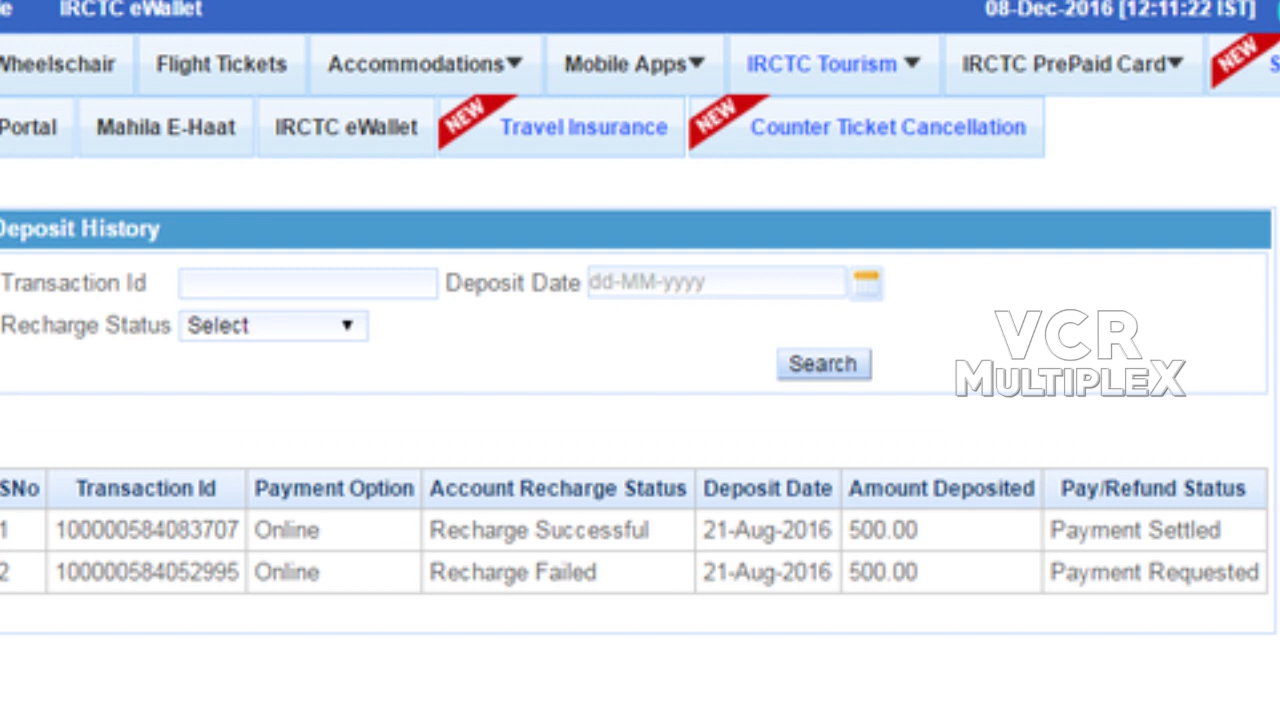 IRCTC eWallet 08-Dec-2016 [12:11:22 IST]
Wheelschair Flight Tickets Accommodations Mobile Apps IRCTC Tourism IRCTC PrePaid Card NEW
Portal Mahila E-Haat IRCTC eWallet NEW Travel Insurance NEW Counter Ticket Cancellation
Deposit History
Transaction Id Deposit Date dd-MM-yyyy
Recharge Status Select
Search
VCR
MULTIPLEX
SNo Transaction Id Payment Option Account Recharge Status Deposit Date Amount Deposited Pay/Refund Status
1 100000584083707 Online Recharge Successful 21-Aug-2016 500.00 Payment Settled
2 100000584052995 Online Recharge Failed 21-Aug-2016 500.00 Payment Requested